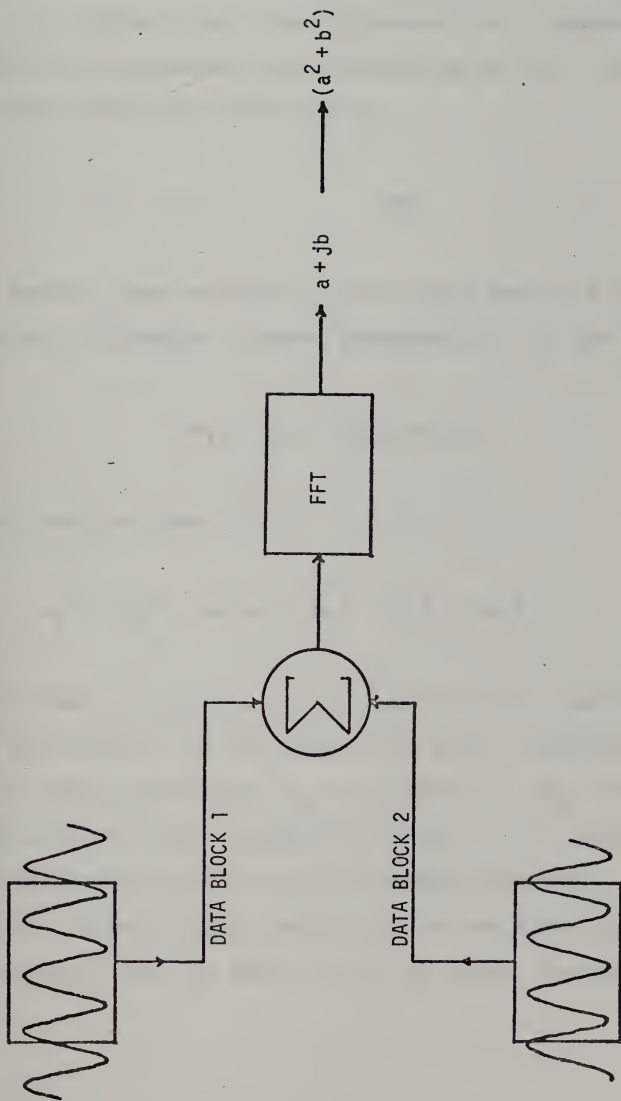 DATA BLOCK 1
DATA BLOCK 2
Σ
FFT
a + jb
(a² + b²)